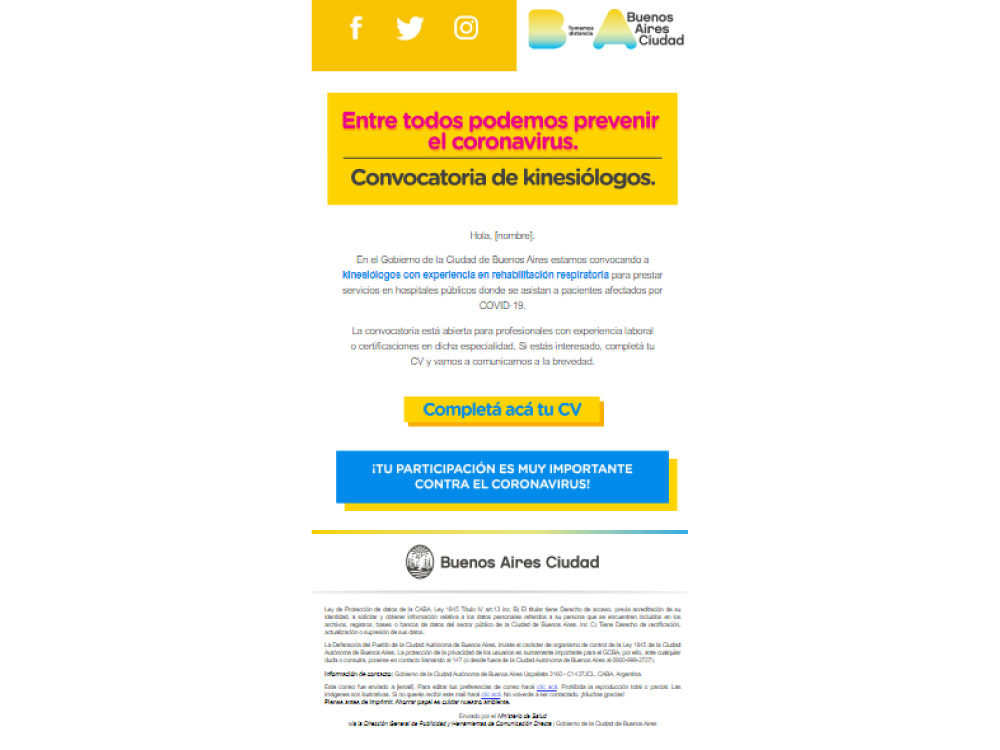 Tomemos
distancia
Buenos
Aires
Ciudad
Entre todos podemos prevenir
el coronavirus.
Convocatoria de kinesiólogos.
Hola, [nombre].
En el Gobierno de la Ciudad de Buenos Aires estamos convocando a
kinesiólogos con experiencia en rehabilitación respiratoria para prestar
servicios en hospitales públicos donde se asistan a pacientes afectados por
COVID-19.
La convocatoria está abierta para profesionales con experiencia laboral
o certificaciones en dicha especialidad. Si estás interesado, completá tu
CV y vamos a comunicarnos a la brevedad.
Completá acá tu CV
¡TU PARTICIPACIÓN ES MUY IMPORTANTE
CONTRA EL CORONAVIRUS!
Buenos Aires Ciudad
Ley de Protección de datos de la CABA. Ley 1845 Título IV art.13 inc. B) El titular tiene Derecho de acceso, previa acreditación de su
identidad, a solicitar y obtener información relativa a los datos personales referidos a su persona que se encuentren incluidos en los
archivos, registros, bases o bancos de datos del sector público de la Ciudad de Buenos Aires. Inc C) Tiene Derecho de rectificación,
actualización o supresión de sus datos.
La Defensoría del Pueblo de la Ciudad Autónoma de Buenos Aires, inviste el carácter de organismo de control de la Ley 1845 de la Ciudad
Autónoma de Buenos Aires. La protección de la privacidad de los usuarios es sumamente importante para el GCBA, por ello, ante cualquier
duda o consulta, ponerse en contacto llamando al 147 (o desde fuera de la Ciudad Autónoma de Buenos Aires al 0800-999-2727).
Información de contacto: Gobierno de la Ciudad Autónoma de Buenos Aires Uspallata 3160 - C1437JCL, CABA, Argentina.
Este correo fue enviado a [email], Para editar tus preferencias de correo hacé clic acá. Prohibida la reproducción total o parcial. Las
imágenes son ilustrativas. Si no querés recibir este mail hacé clic acá. No volverás a ser contactado. ¡Muchas gracias!
Piense antes de imprimir. Ahorrar papel es cuidar nuestro ambiente.
Enviado por el Ministerio de Salud
vía la Dirección General de Publicidad y Herramientas de Comunicación Directa | Gobierno de la Ciudad de Buenos Aires